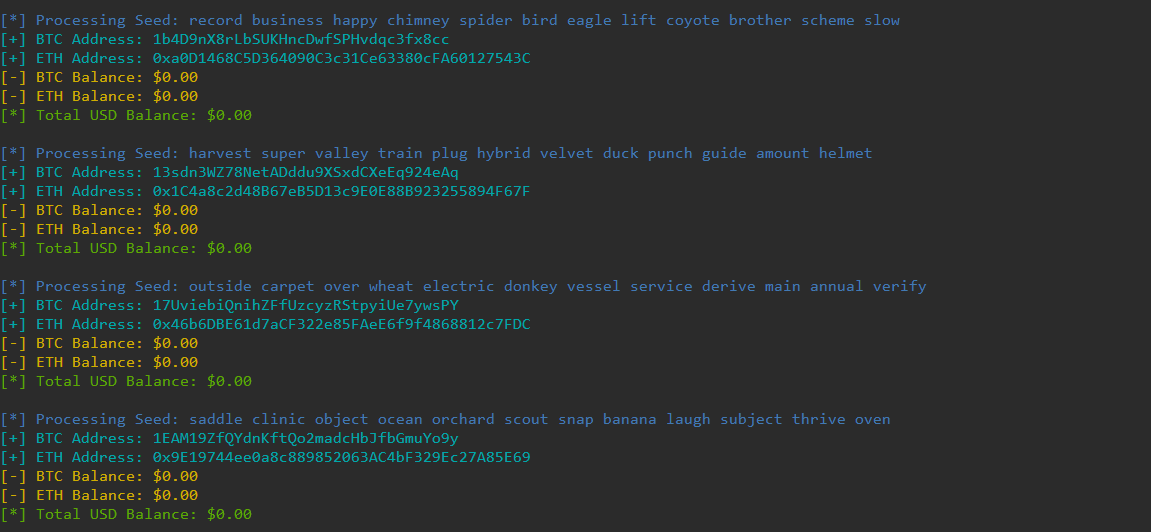 [*] Processing Seed: record business happy chimney spider bird eagle lift coyote brother scheme slow
[+] BTC Address: 1b4D9nX8rLbSUKHncDwfSPHvdqc3fx8cc
[+] ETH Address: 0xa0D1468C5D364090C3c31Ce63380cFA60127543C
[-] BTC Balance: $0.00
[-] ETH Balance: $0.00
[*] Total USD Balance: $0.00
[*] Processing Seed: harvest super valley train plug hybrid velvet duck punch guide amount helmet
[+] BTC Address: 13sdn3WZ78NetADddu9XSxdCXeEq924eAq
[+] ETH Address: 0x1C4a8c2d48B67eB5D13c9E0E88B923255894F67F
[-] BTC Balance: $0.00
[-] ETH Balance: $0.00
[*] Total USD Balance: $0.00
[*] Processing Seed: outside carpet over wheat electric donkey vessel service derive main annual verify
[+] BTC Address: 17UviebiQnihZFfUzcyzRStpyiUe7ywsPY
[+] ETH Address: 0x46b6DBE61d7aCF322e85FAeE6f9f4868812c7FDC
[-] BTC Balance: $0.00
[-] ETH Balance: $0.00
[*] Total USD Balance: $0.00
[*] Processing Seed: saddle clinic object ocean orchard scout snap banana laugh subject thrive oven
[+] BTC Address: 1EAM19ZfQYdnKftQo2madcHbJfbGmuYo9y
[+] ETH Address: 0x9E19744ee0a8c889852063AC4bF329Ec27A85E69
[-] BTC Balance: $0.00
[-] ETH Balance: $0.00
[*] Total USD Balance: $0.00